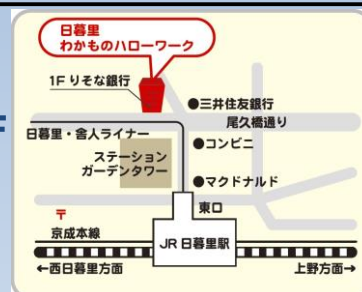 日暮里
わかものハローワーク
1F りそな銀行
●三井住友銀行
尾久橋通り
日暮里・舎人ライナー
●コンビニ
ステーション
ガーデンタワー
●マクドナルド
〒
東口
京成本線
JR 日暮里駅
←西日暮里方面
上野方面→